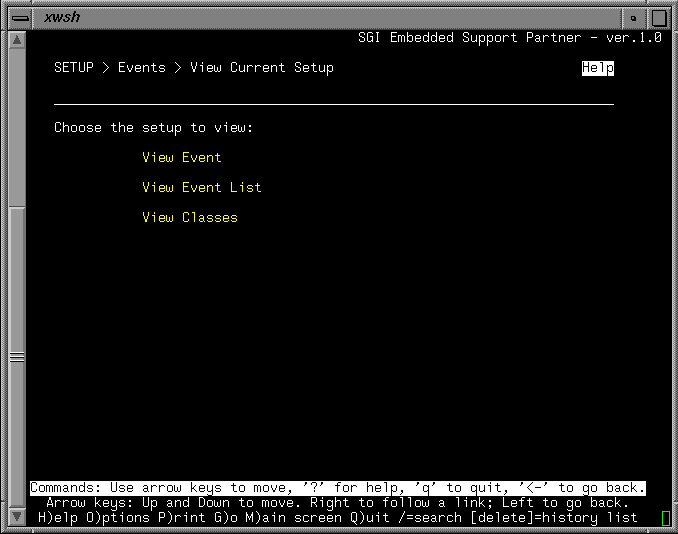 xwsh
SGI Embedded Support Partner - ver.1.0
SETUP > Events > View Current Setup Help
Choose the setup to view:
View Event
View Event List
View Classes
Commands: Use arrow keys to move, '?' for help, 'q' to quit, '<-' to go back.
Arrow keys: Up and Down to move. Right to follow a link; Left to go back.
H)elp O)ptions P)rint G)o M)ain screen Q)uit /=search [delete]=history list